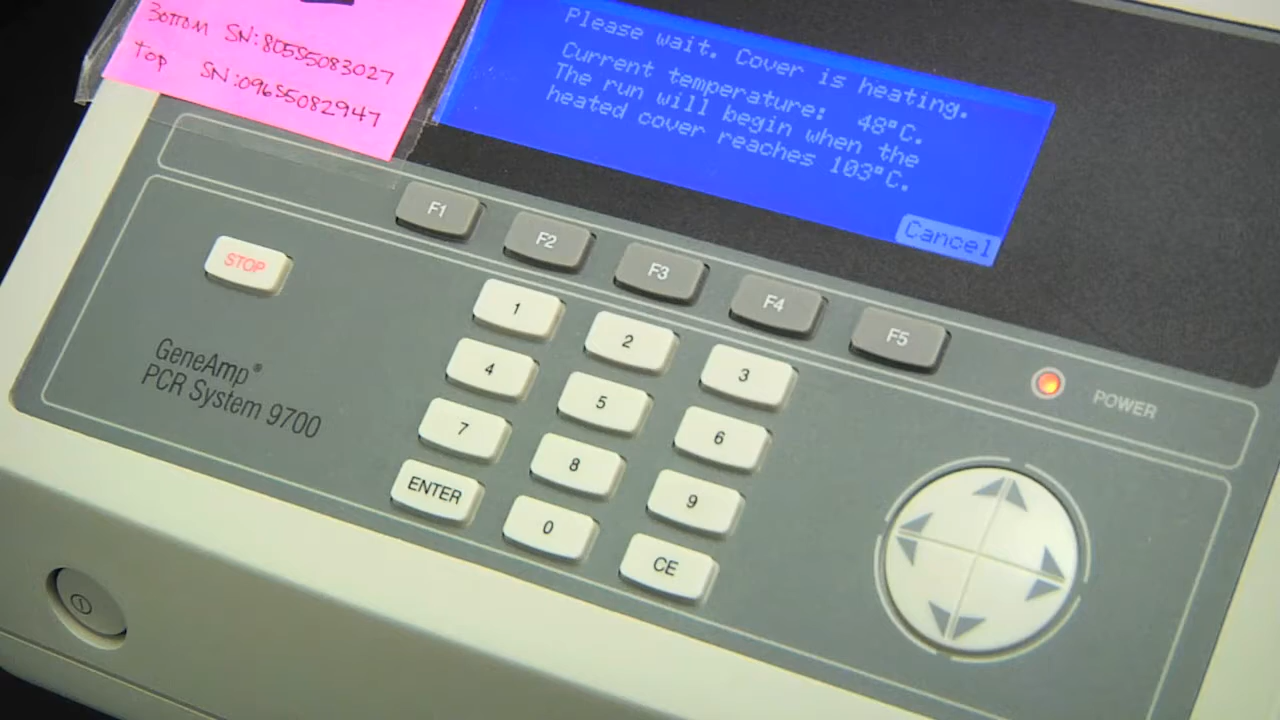 Bottom SN:805S5083027
Top SN:096S5082947
Please wait. Cover is heating.
Current temperature: 48°C.
The run will begin when the
heated cover reaches 103°C.
Cancel
F1 F2 F3 F4 F5
STOP
1 2 3
4 5 6
7 8 9
ENTER 0 CE
POWER
GeneAmp®
PCR System 9700